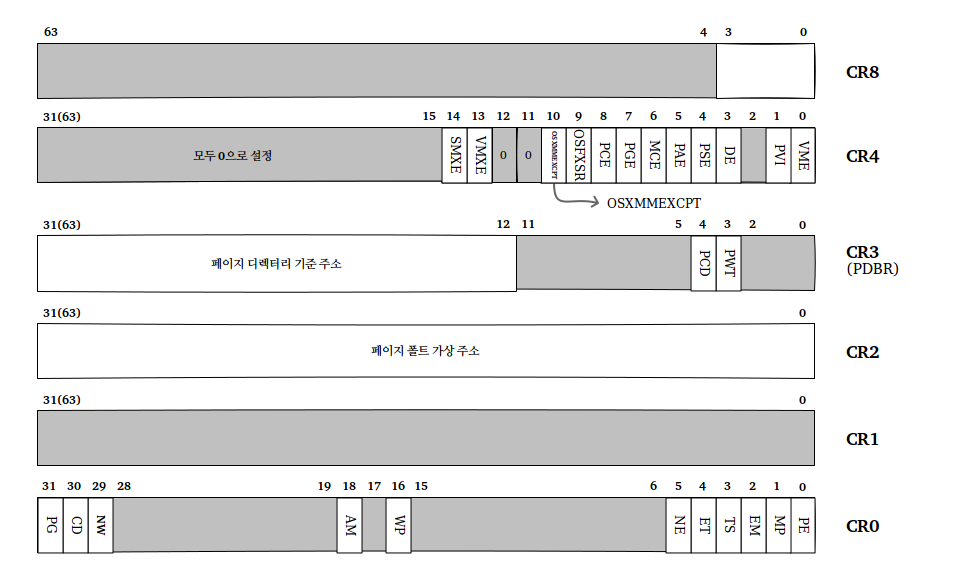 63 4 3 0
CR8
31(63) 15 14 13 12 11 10 9 8 7 6 5 4 3 2 1 0
모두 0으로 설정 SMXE VMXE 0 0 OSXMMEXCPT OSFXSR PCE PGE MCE PAE PSE DE PVI VME
CR4
OSXMMEXCPT
31(63) 12 11 5 4 3 2 0
페이지 디렉터리 기준 주소 PCD PWT
CR3
(PDBR)
31(63) 0
페이지 폴트 가상 주소
CR2
31(63) 0
CR1
31 30 29 28 19 18 17 16 15 6 5 4 3 2 1 0
PG CD NW AM WP NE ET TS EM MP PE
CR0